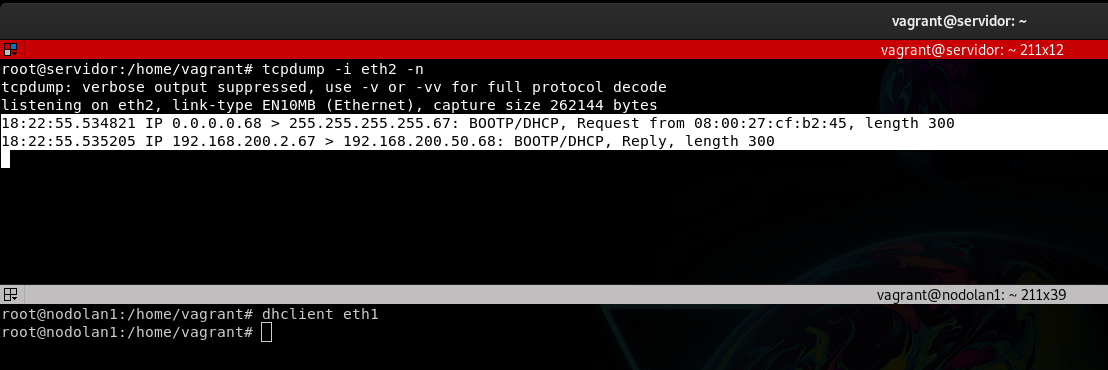 vagrant@servidor: ~
vagrant@servidor: ~ 211x12
root@servidor:/home/vagrant# tcpdump -i eth2 -n
tcpdump: verbose output suppressed, use -v or -vv for full protocol decode
listening on eth2, link-type EN10MB (Ethernet), capture size 262144 bytes
18:22:55.534821 IP 0.0.0.0.68 > 255.255.255.255.67: BOOTP/DHCP, Request from 08:00:27:cf:b2:45, length 300
18:22:55.535205 IP 192.168.200.2.67 > 192.168.200.50.68: BOOTP/DHCP, Reply, length 300
vagrant@nodolan1: ~ 211x39
root@nodolan1:/home/vagrant# dhclient eth1
root@nodolan1:/home/vagrant#